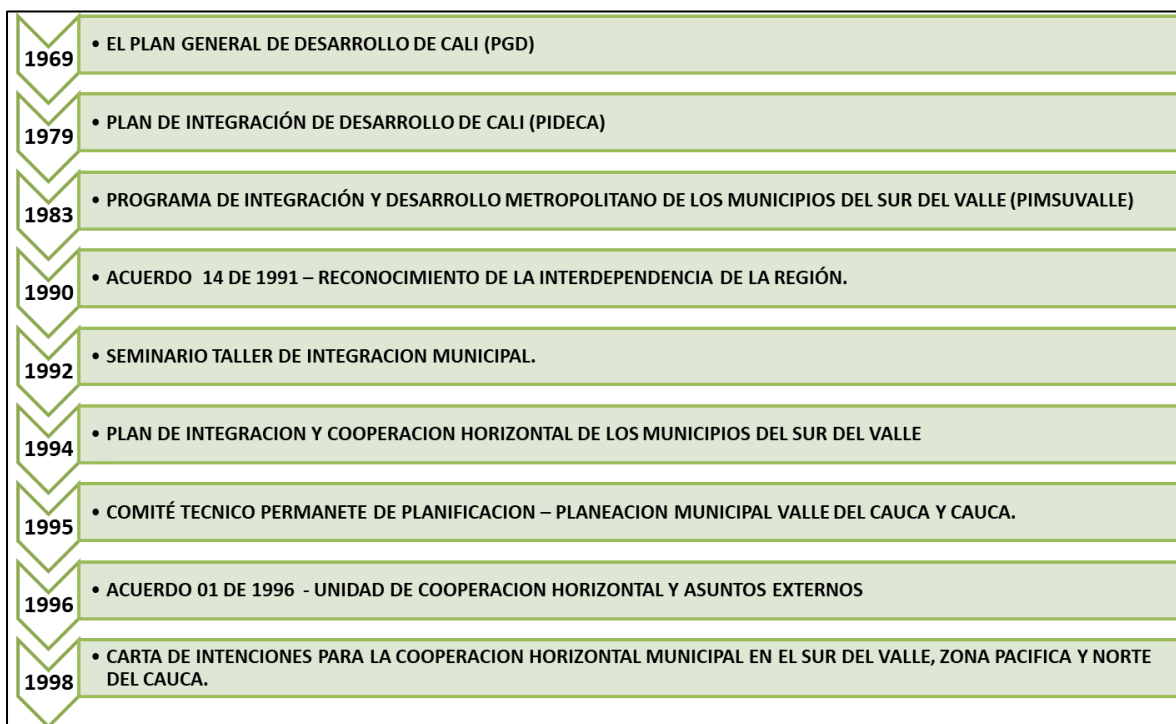 1969
• EL PLAN GENERAL DE DESARROLLO DE CALI (PGD)
1979
• PLAN DE INTEGRACIÓN DE DESARROLLO DE CALI (PIDECA)
1983
• PROGRAMA DE INTEGRACIÓN Y DESARROLLO METROPOLITANO DE LOS MUNICIPIOS DEL SUR DEL VALLE (PIMSUVALLE)
1990
• ACUERDO 14 DE 1991 – RECONOCIMIENTO DE LA INTERDEPENDENCIA DE LA REGIÓN.
1992
• SEMINARIO TALLER DE INTEGRACION MUNICIPAL.
1994
• PLAN DE INTEGRACION Y COOPERACION HORIZONTAL DE LOS MUNICIPIOS DEL SUR DEL VALLE
1995
• COMITÉ TECNICO PERMANETE DE PLANIFICACION – PLANEACION MUNICIPAL VALLE DEL CAUCA Y CAUCA.
1996
• ACUERDO 01 DE 1996 - UNIDAD DE COOPERACION HORIZONTAL Y ASUNTOS EXTERNOS
1998
• CARTA DE INTENCIONES PARA LA COOPERACION HORIZONTAL MUNICIPAL EN EL SUR DEL VALLE, ZONA PACIFICA Y NORTE
DEL CAUCA.